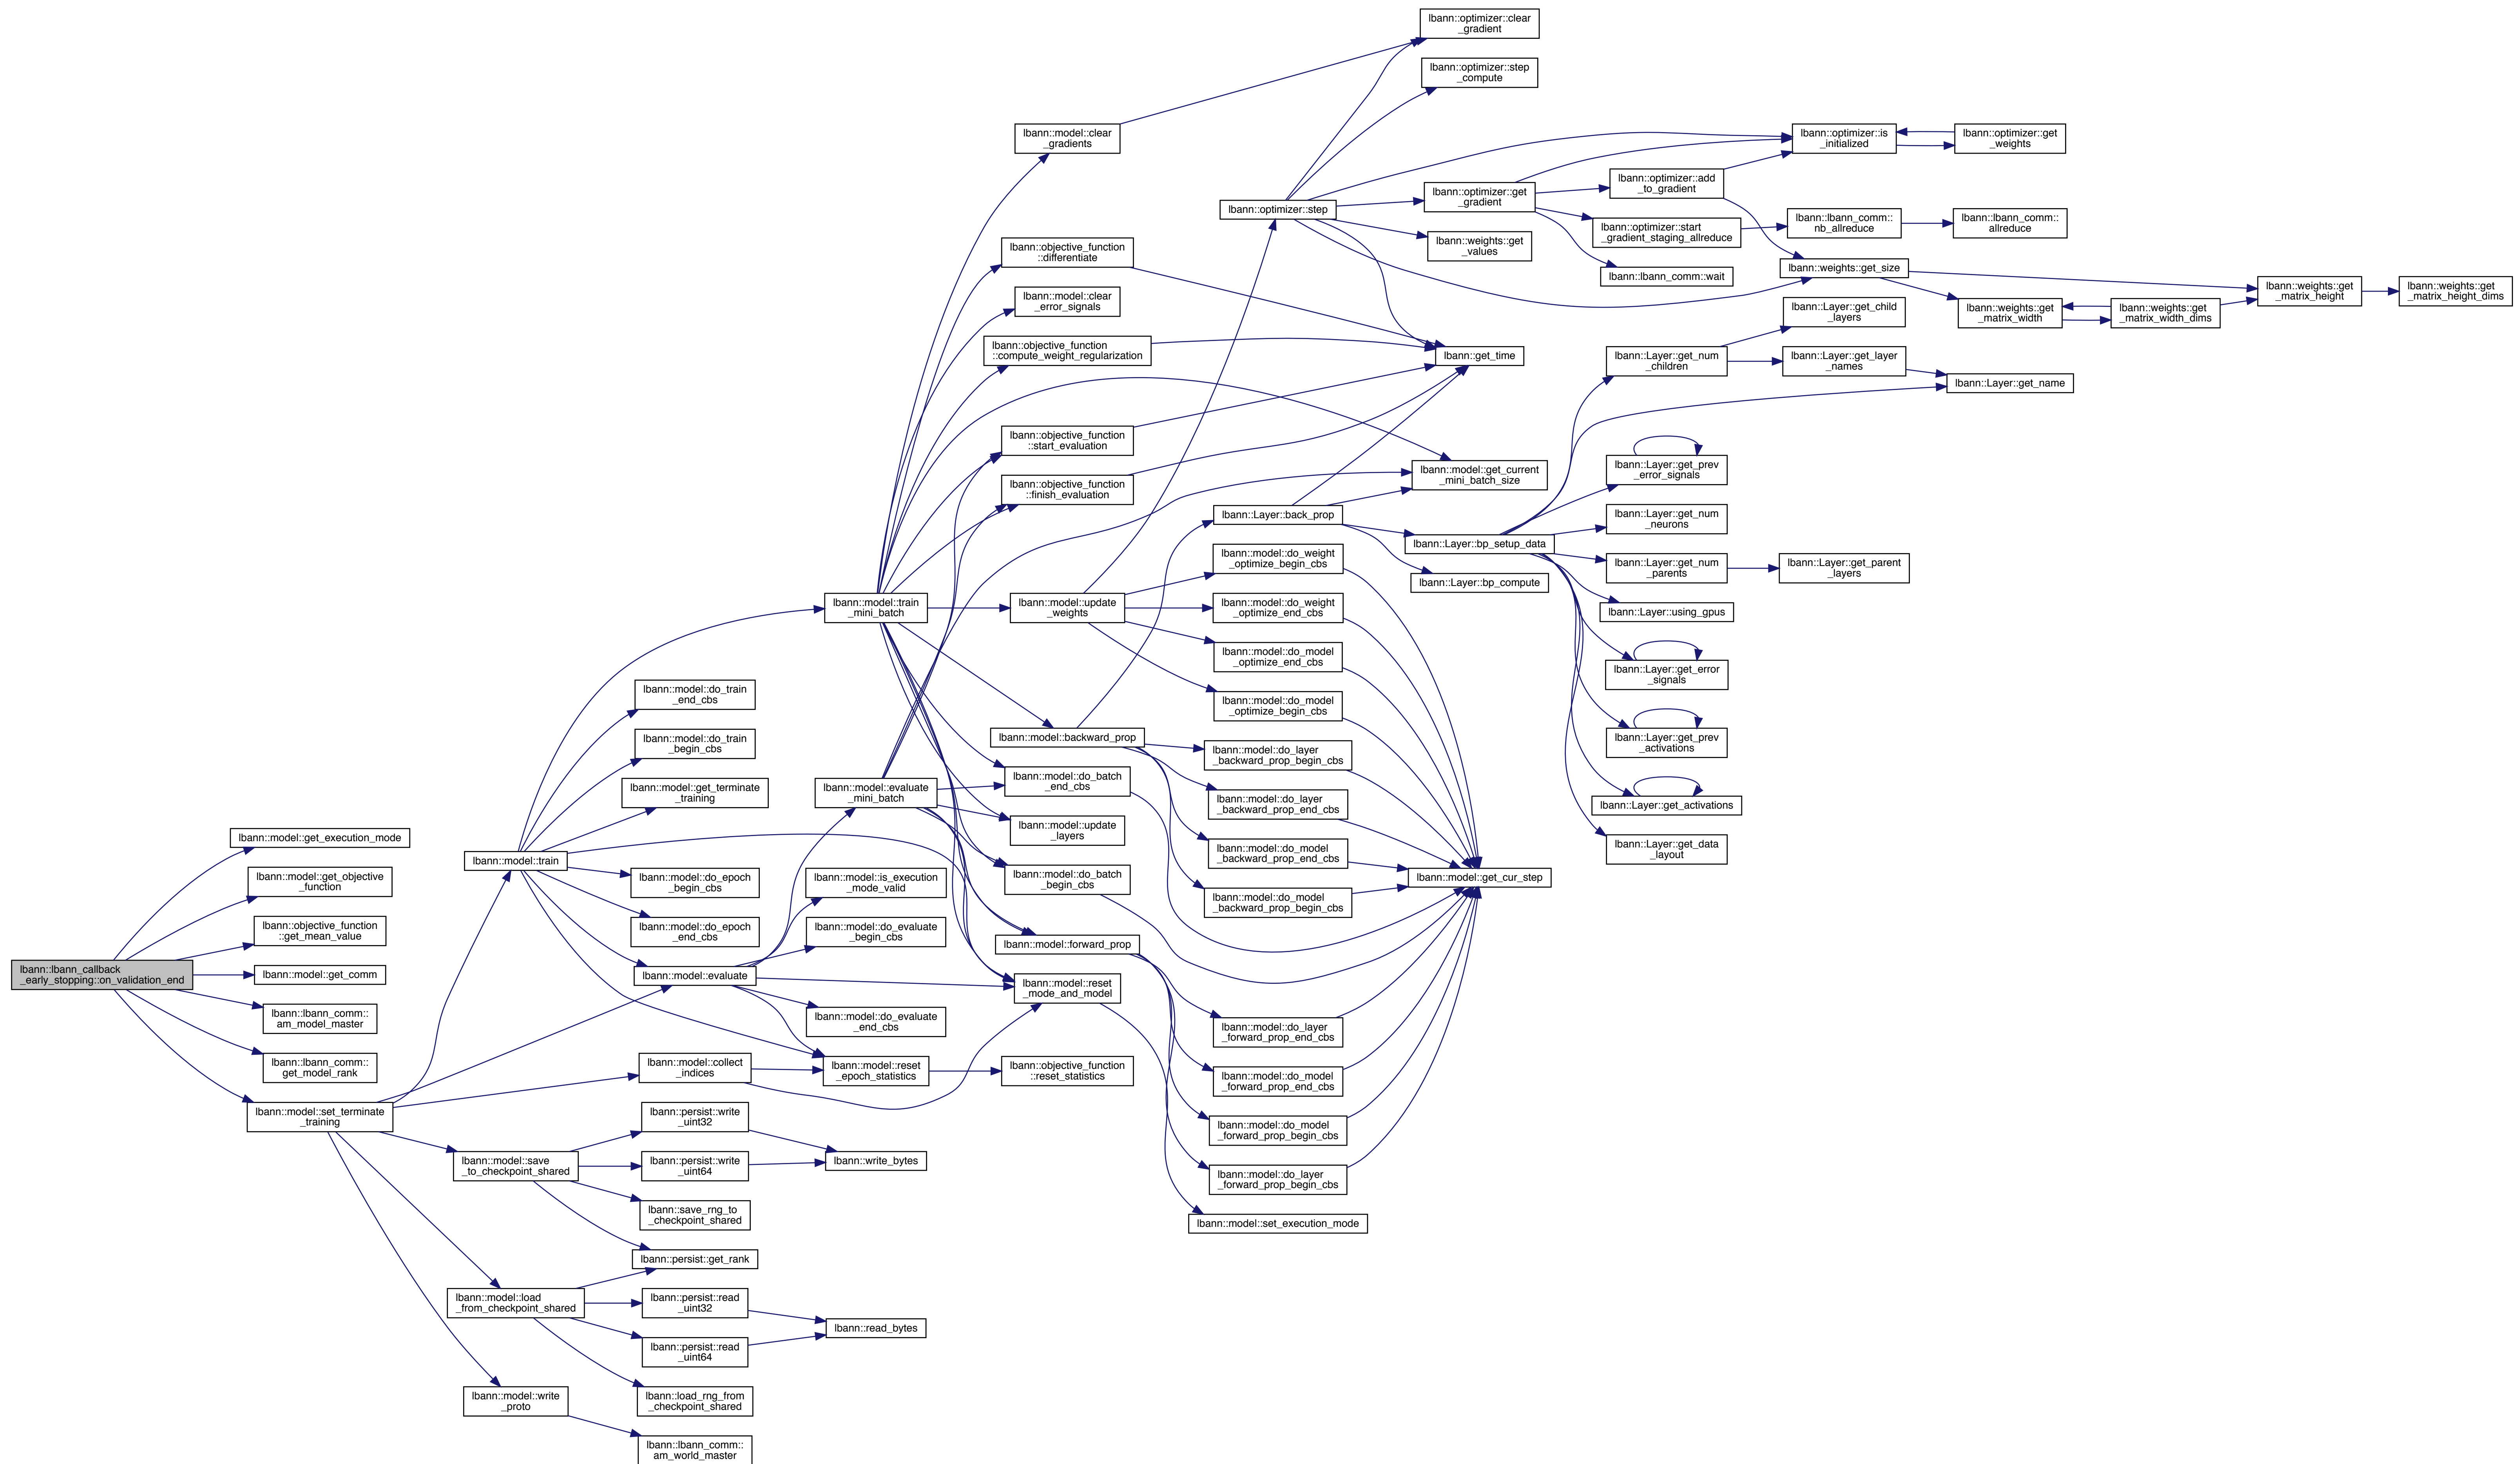 lbann::lbann_callback
_early_stopping::on_validation_end
lbann::model::get_execution_mode
lbann::model::get_objective
_function
lbann::objective_function
::get_mean_value
lbann::model::get_comm
lbann::lbann_comm::
am_model_master
lbann::lbann_comm::
get_model_rank
lbann::model::set_terminate
_training
lbann::model::train
lbann::model::save
_to_checkpoint_shared
lbann::model::load
_from_checkpoint_shared
lbann::model::write
_proto
lbann::model::do_train
_end_cbs
lbann::model::do_train
_begin_cbs
lbann::model::get_terminate
_training
lbann::model::do_epoch
_begin_cbs
lbann::model::do_epoch
_end_cbs
lbann::model::evaluate
lbann::model::collect
_indices
lbann::persist::write
_uint32
lbann::persist::write
_uint64
lbann::save_rng_to
_checkpoint_shared
lbann::persist::get_rank
lbann::persist::read
_uint32
lbann::persist::read
_uint64
lbann::load_rng_from
_checkpoint_shared
lbann::lbann_comm::
am_world_master
lbann::model::train
_mini_batch
lbann::model::evaluate
_mini_batch
lbann::model::is_execution
_mode_valid
lbann::model::do_evaluate
_begin_cbs
lbann::model::do_evaluate
_end_cbs
lbann::model::reset
_epoch_statistics
lbann::write_bytes
lbann::read_bytes
lbann::model::clear
_gradients
lbann::objective_function
::differentiate
lbann::model::clear
_error_signals
lbann::objective_function
::compute_weight_regularization
lbann::objective_function
::start_evaluation
lbann::objective_function
::finish_evaluation
lbann::model::update
_weights
lbann::model::backward_prop
lbann::model::do_batch
_end_cbs
lbann::model::update
_layers
lbann::model::do_batch
_begin_cbs
lbann::model::forward_prop
lbann::model::reset
_mode_and_model
lbann::objective_function
::reset_statistics
lbann::optimizer::step
lbann::Layer::back_prop
lbann::model::do_weight
_optimize_begin_cbs
lbann::model::do_weight
_optimize_end_cbs
lbann::model::do_model
_optimize_end_cbs
lbann::model::do_model
_optimize_begin_cbs
lbann::model::do_layer
_backward_prop_begin_cbs
lbann::model::do_layer
_backward_prop_end_cbs
lbann::model::do_model
_backward_prop_end_cbs
lbann::model::do_model
_backward_prop_begin_cbs
lbann::model::do_layer
_forward_prop_end_cbs
lbann::model::do_model
_forward_prop_end_cbs
lbann::model::do_model
_forward_prop_begin_cbs
lbann::model::do_layer
_forward_prop_begin_cbs
lbann::model::set_execution_mode
lbann::optimizer::clear
_gradient
lbann::optimizer::step
_compute
lbann::optimizer::get
_gradient
lbann::weights::get
_values
lbann::get_time
lbann::model::get_current
_mini_batch_size
lbann::Layer::bp_setup_data
lbann::Layer::bp_compute
lbann::model::get_cur_step
lbann::optimizer::add
_to_gradient
lbann::optimizer::start
_gradient_staging_allreduce
lbann::lbann_comm::wait
lbann::Layer::get_num
_children
lbann::Layer::get_prev
_error_signals
lbann::Layer::get_num
_neurons
lbann::Layer::get_num
_parents
lbann::Layer::using_gpus
lbann::Layer::get_error
_signals
lbann::Layer::get_prev
_activations
lbann::Layer::get_activations
lbann::Layer::get_data
_layout
lbann::optimizer::is
_initialized
lbann::lbann_comm::
nb_allreduce
lbann::weights::get_size
lbann::Layer::get_child
_layers
lbann::Layer::get_layer
_names
lbann::Layer::get_parent
_layers
lbann::optimizer::get
_weights
lbann::lbann_comm::
allreduce
lbann::weights::get
_matrix_width
lbann::Layer::get_name
lbann::weights::get
_matrix_width_dims
lbann::weights::get
_matrix_height
lbann::weights::get
_matrix_height_dims